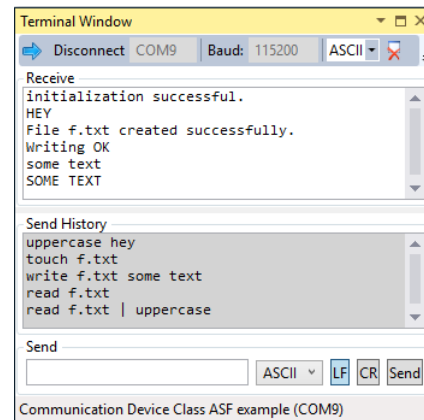 Terminal Window
Disconnect COM9 Baud: 115200 ASCII
Receive
initialization successful.
HEY
File f.txt created successfully.
Writing OK
some text
SOME TEXT
Send History
uppercase hey
touch f.txt
write f.txt some text
read f.txt
read f.txt | uppercase
Send
ASCII LF CR Send
Communication Device Class ASF example (COM9)